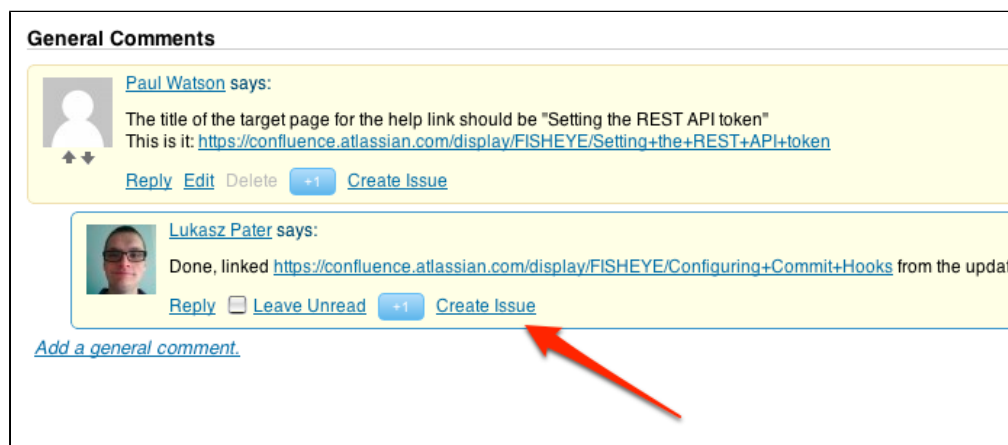 General Comments
Paul Watson says:
The title of the target page for the help link should be "Setting the REST API token"
This is it: https://confluence.atlassian.com/display/FISHEYE/Setting+the+REST+API+token
Reply Edit Delete +1 Create Issue
Lukasz Pater says:
Done, linked https://confluence.atlassian.com/display/FISHEYE/Configuring+Commit+Hooks from the updat
Reply Leave Unread +1 Create Issue
Add a general comment.